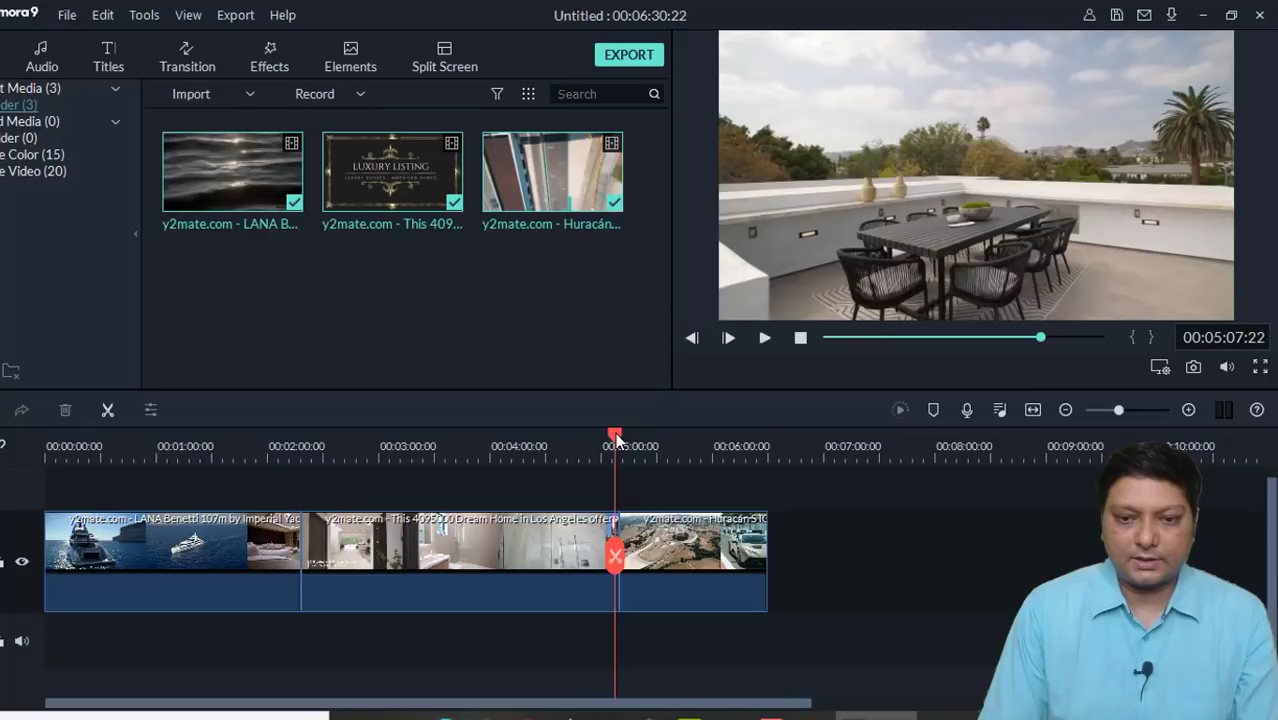 mora9 File Edit Tools View Export Help Untitled : 00:06:30:22
Audio Titles Transition Effects Elements Split Screen EXPORT
t Media (3)
der (3)
d Media (0)
der (0)
e Color (15)
e Video (20)
Import Record Search
LUXURY LISTING
y2mate.com - LANA B... y2mate.com - This 409... y2mate.com - Huracán...
{ } 00:05:07:22
00:00:00:00 00:01:00:00 00:02:00:00 00:03:00:00 00:04:00:00 00:05:00:00 00:06:00:00 00:07:00:00 00:08:00:00 00:09:00:00 0:10:00:00
y2mate.com - LANA Benetti 107m by Imperial Yac y2mate.com - This 4095000 Dream Home in Los Angeles offers y2mate.com - Huracán STO